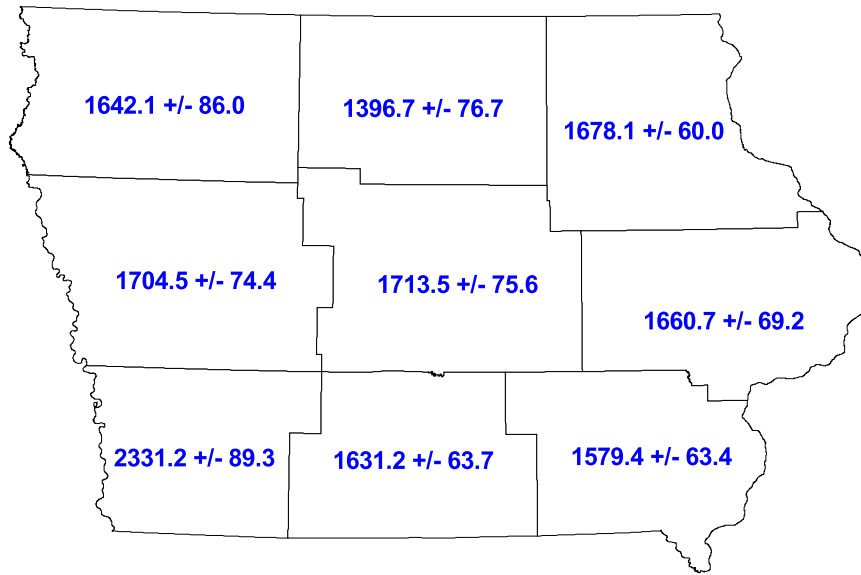 1642.1 +/- 86.0
1396.7 +/- 76.7
1678.1 +/- 60.0
1704.5 +/- 74.4
1713.5 +/- 75.6
1660.7 +/- 69.2
2331.2 +/- 89.3
1631.2 +/- 63.7
1579.4 +/- 63.4